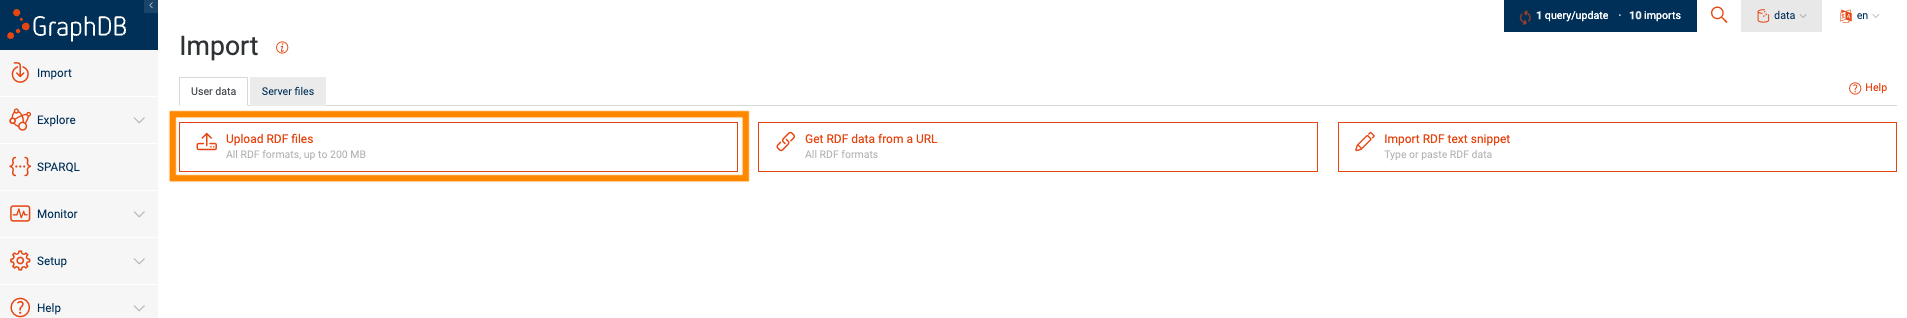 GraphDB
1 query/update · 10 imports
data
en
Import
Import
User data
Server files
Help
Explore
Upload RDF files
All RDF formats, up to 200 MB
Get RDF data from a URL
All RDF formats
Import RDF text snippet
Type or paste RDF data
SPARQL
Monitor
Setup
Help